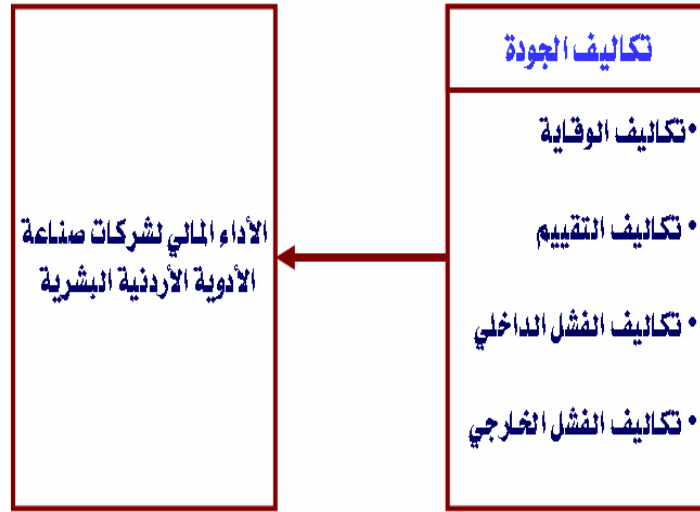 تكاليف الجودة
•تكاليف الوقاية
• تكاليف التقييم
• تكاليف الفشل الداخلي
• تكاليف الفشل الخارجي
الأداء المالي لشركات صناعة
الأدوية الأردنية البشرية